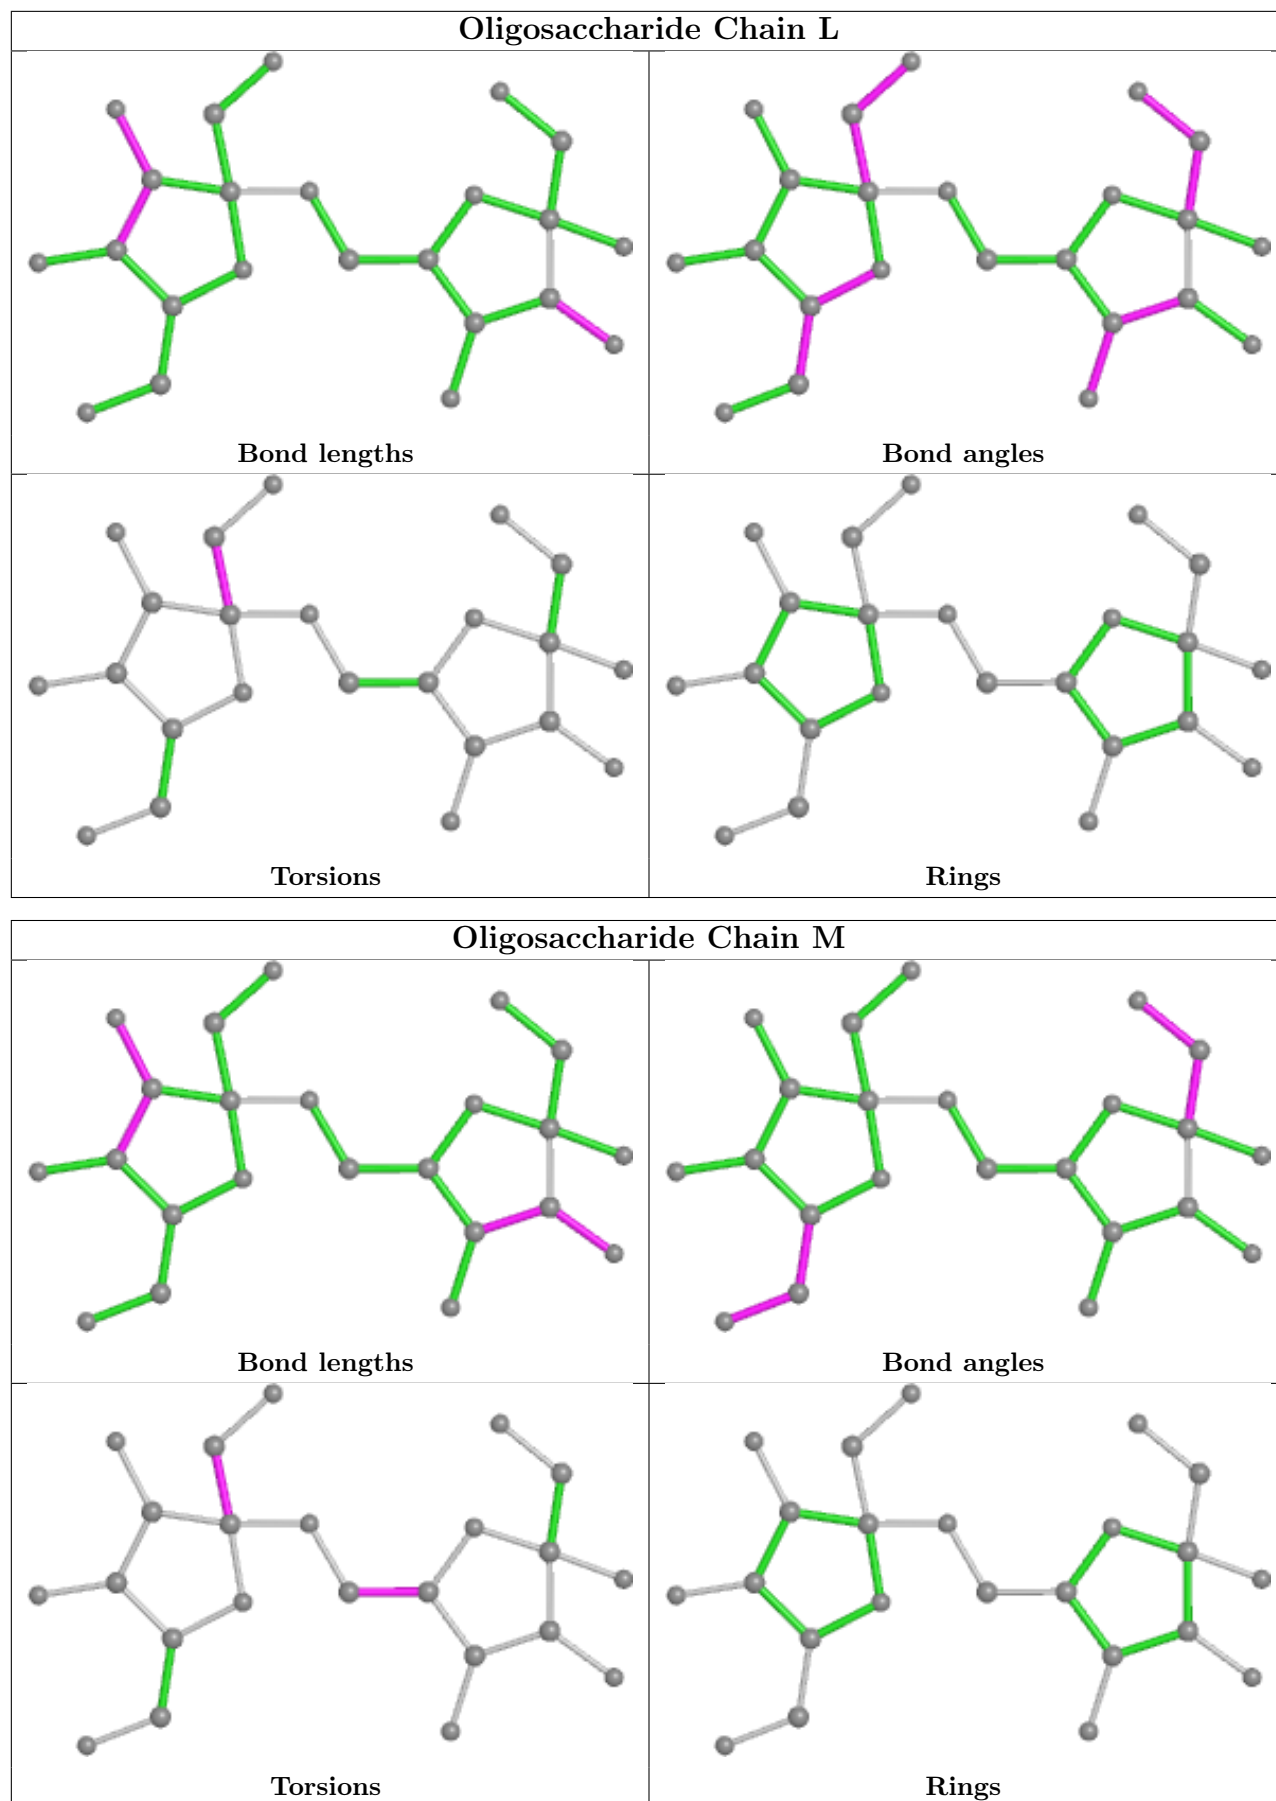 Oligosaccharide Chain L
Bond lengths
Bond angles
Torsions
Rings
Oligosaccharide Chain M
Bond lengths
Bond angles
Torsions
Rings